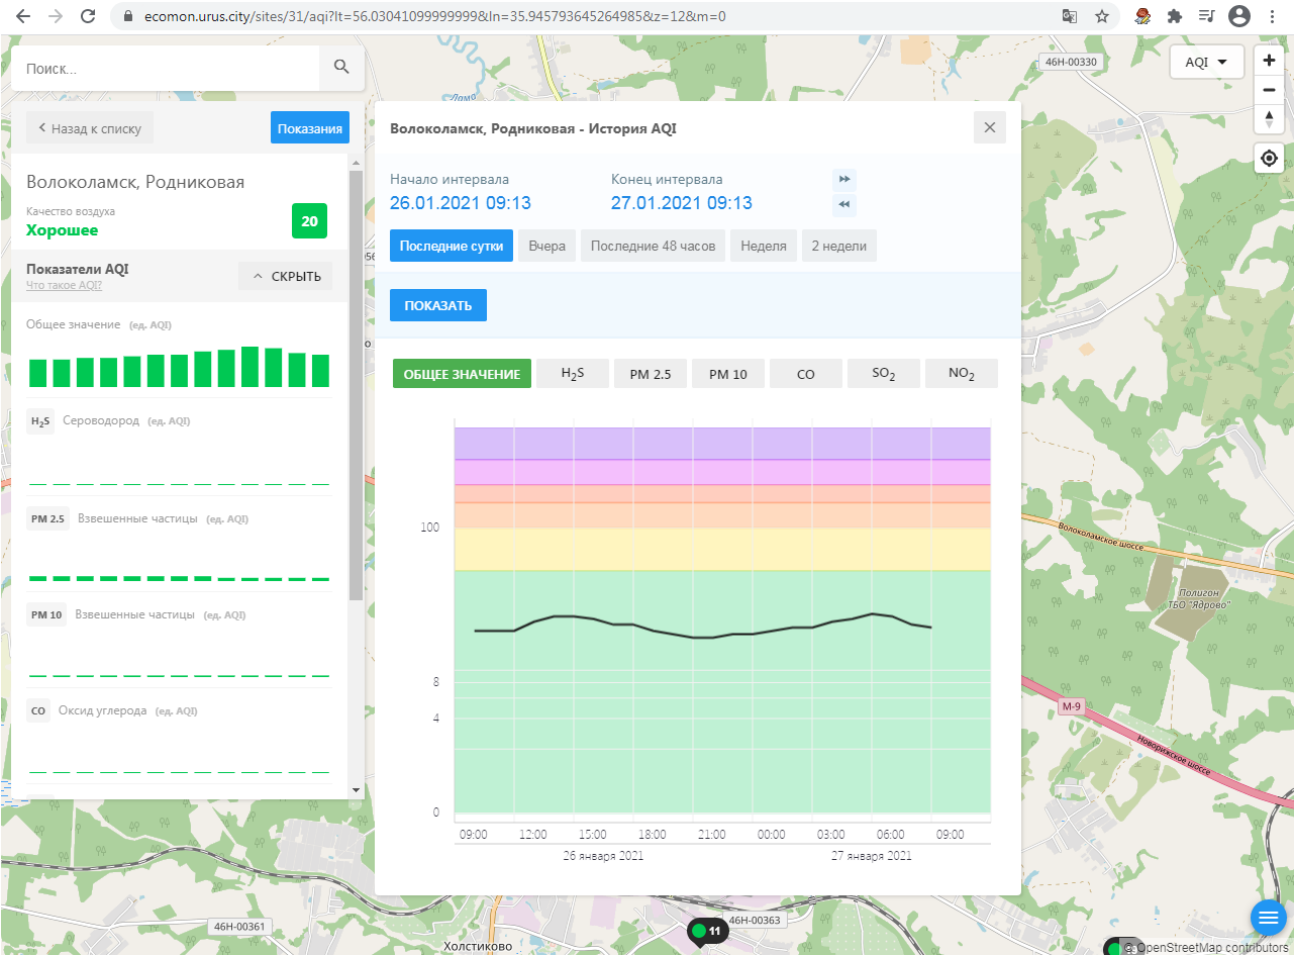 ecomon.urus.city/sites/31/aqi?lt=56.03041099999999&ln=35.945793645264985&z=12&m=0
Поиск...
Назад к списку
Показания
Волоколамск, Родниковая
Качество воздуха
Хорошее
20
Показатели AQI
Что такое AQI?
СКРЫТЬ
Общее значение (ед. AQI)
H2S Сероводород (ед. AQI)
PM 2.5 Взвешенные частицы (ед. AQI)
PM 10 Взвешенные частицы (ед. AQI)
CO Оксид углерода (ед. AQI)
Волоколамск, Родниковая - История AQI
Начало интервала
26.01.2021 09:13
Конец интервала
27.01.2021 09:13
Последние сутки
Вчера
Последние 48 часов
Неделя
2 недели
ПОКАЗАТЬ
ОБЩЕЕ ЗНАЧЕНИЕ
H2S
PM 2.5
PM 10
CO
SO2
NO2
100
8
4
0
09:00 12:00 15:00 18:00 21:00 00:00 03:00 06:00 09:00
26 января 2021
27 января 2021
Лама
46Н-00330
AQI
Волоколамское шоссе
Полигон
ТБО "Ядрово"
М-9
Новорижское шоссе
46Н-00361
Холстиково
11
46Н-00363
© OpenStreetMap contributors